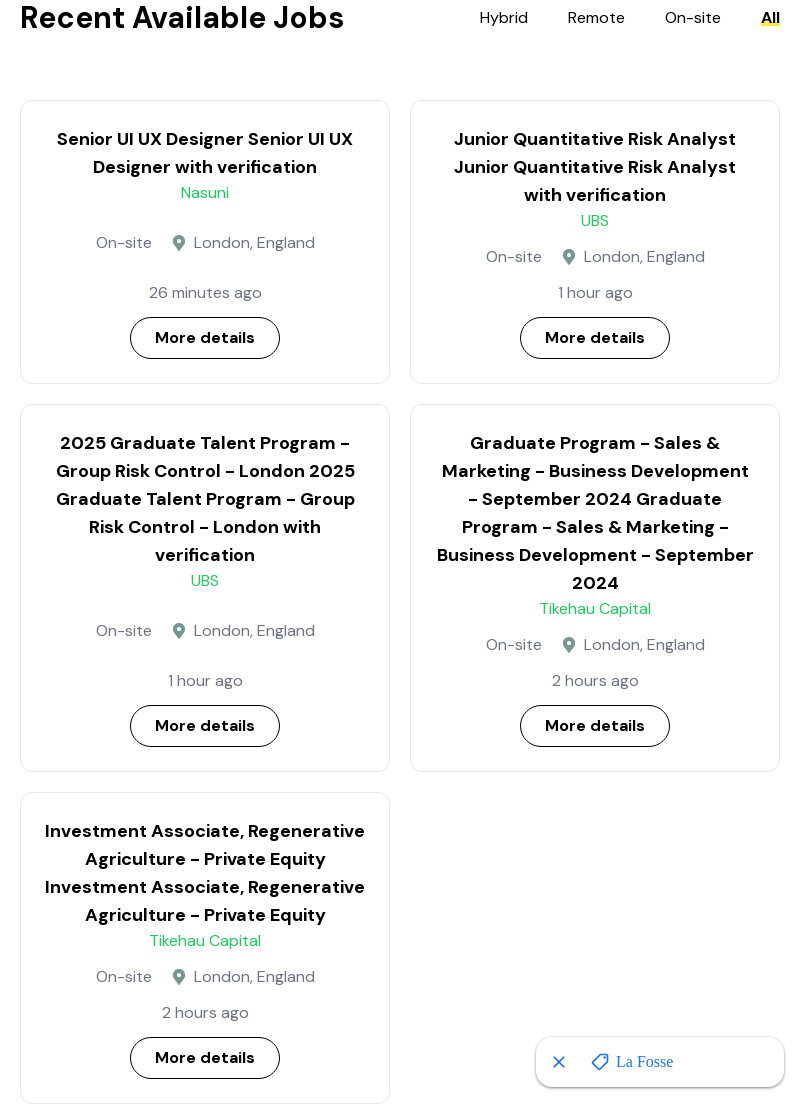 Recent Available Jobs
Hybrid
Remote
On-site
All
Senior UI UX Designer Senior UI UX
Designer with verification
Nasuni
On-site
London, England
26 minutes ago
More details
Junior Quantitative Risk Analyst
Junior Quantitative Risk Analyst
with verification
UBS
On-site
London, England
1 hour ago
More details
2025 Graduate Talent Program -
Group Risk Control - London 2025
Graduate Talent Program - Group
Risk Control - London with
verification
UBS
On-site
London, England
1 hour ago
More details
Graduate Program - Sales &
Marketing - Business Development
- September 2024 Graduate
Program - Sales & Marketing -
Business Development - September
2024
Tikehau Capital
On-site
London, England
2 hours ago
More details
Investment Associate, Regenerative
Agriculture - Private Equity
Investment Associate, Regenerative
Agriculture - Private Equity
Tikehau Capital
On-site
London, England
2 hours ago
More details
La Fosse